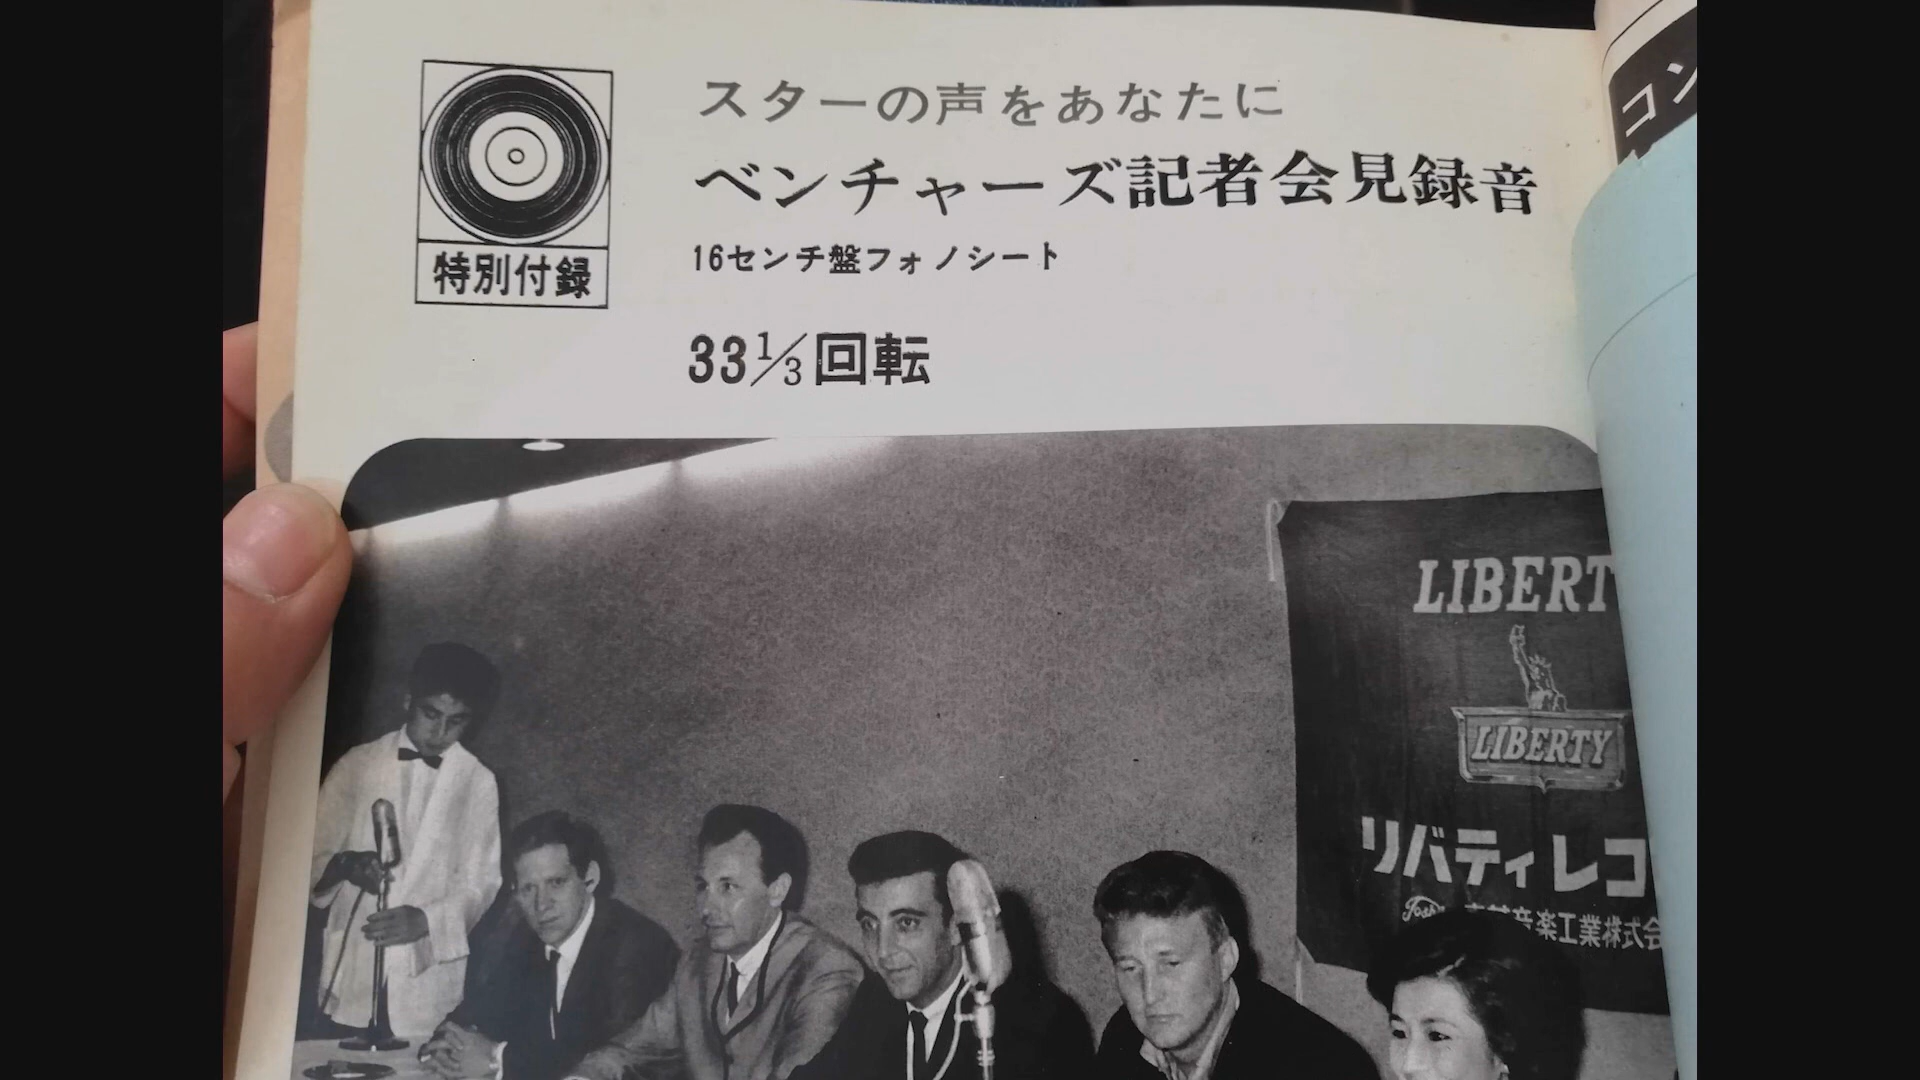 特別付録
スターの声をあなたに
ベンチャーズ記者会見録音
16センチ盤フォノシート
33⅓回転
コン
LIBERT
LIBERTY
リバティレコ
音楽工業株式会